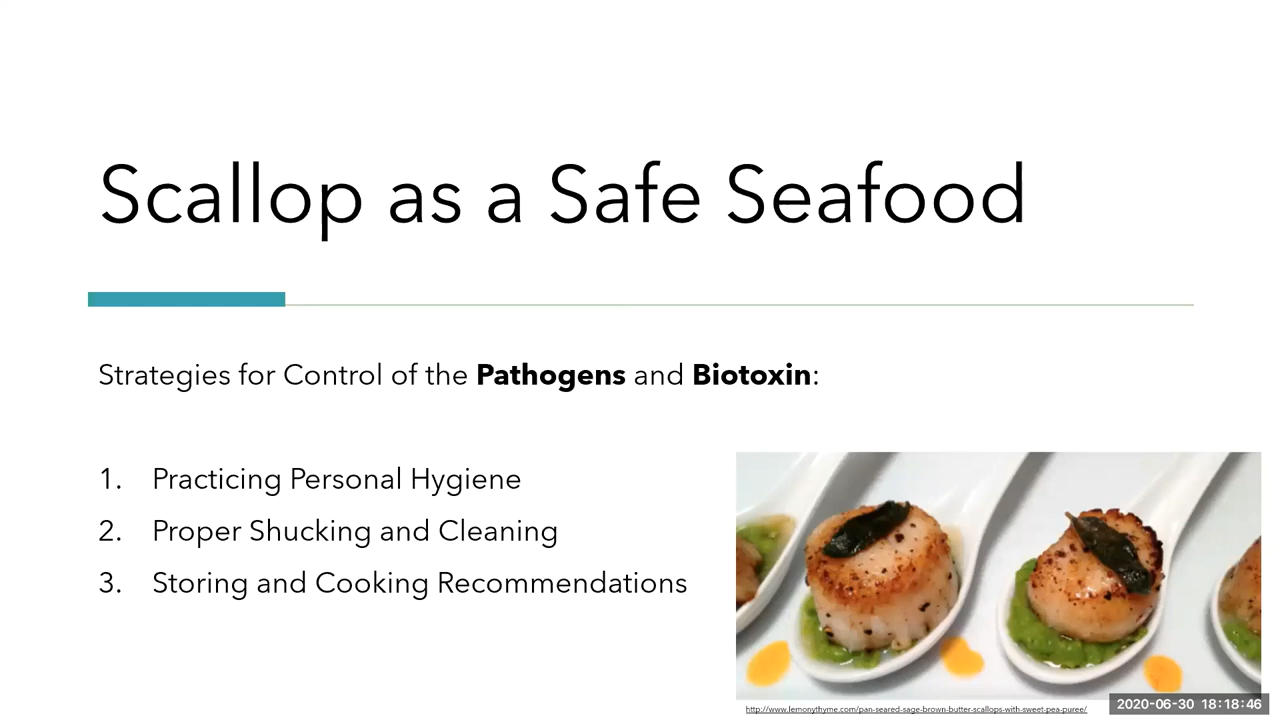 Scallop as a Safe Seafood
Strategies for Control of the Pathogens and Biotoxin:
1. Practicing Personal Hygiene
2. Proper Shucking and Cleaning
3. Storing and Cooking Recommendations
http://www.lemonythyme.com/pan-seared-sage-brown-butter-scallops-with-sweet-pea-puree/
2020-06-30 18:18:46